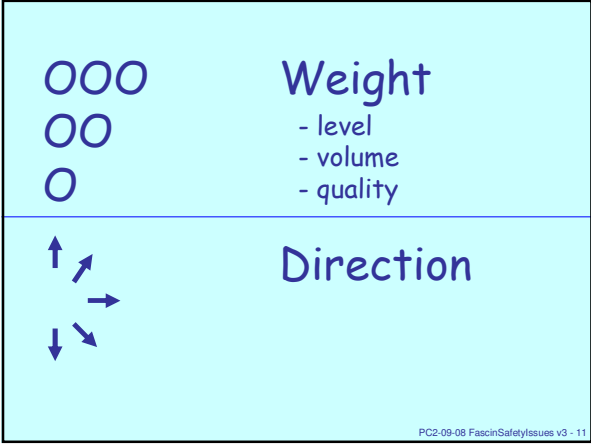 OOO Weight
OO - level
- volume
O - quality
Direction
PC2-09-08 FascinSafetyIssues v3 - 11